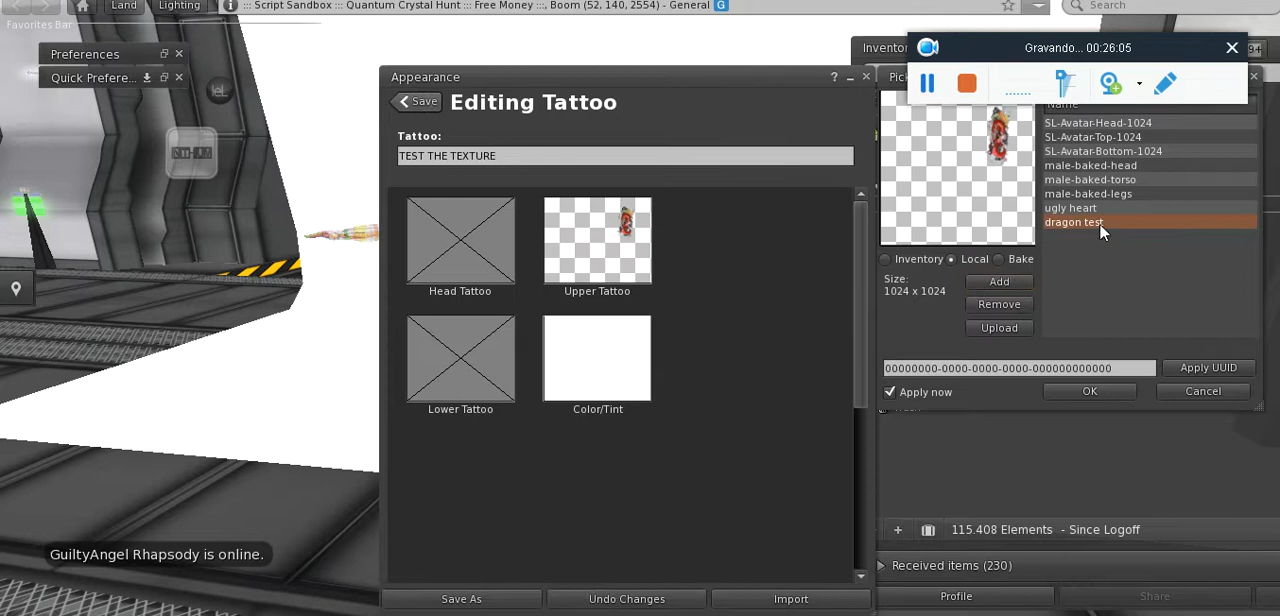 Land
Lighting
::: Script Sandbox ::: Quantum Crystal Hunt ::: Free Money :::, Boom (52, 140, 2554) - General G
Search
Favorites Bar
Preferences
Quick Prefere...
Inventor
9+
Gravando... 00:26:05
Appearance
?
Pick
Save
Editing Tattoo
Name
Tattoo:
TEST THE TEXTURE
SL-Avatar-Head-1024
SL-Avatar-Top-1024
SL-Avatar-Bottom-1024
male-baked-head
male-baked-torso
male-baked-legs
ugly heart
dragon test
Head Tattoo
Upper Tattoo
Lower Tattoo
Color/Tint
Inventory
Local
Bake
Size:
1024 x 1024
Add
Remove
Upload
00000000-0000-0000-0000-000000000000
Apply UUID
Apply now
OK
Cancel
+
115.408 Elements - Since Logoff
Received items (230)
Profile
Share
GuiltyAngel Rhapsody is online.
Save As
Undo Changes
Import